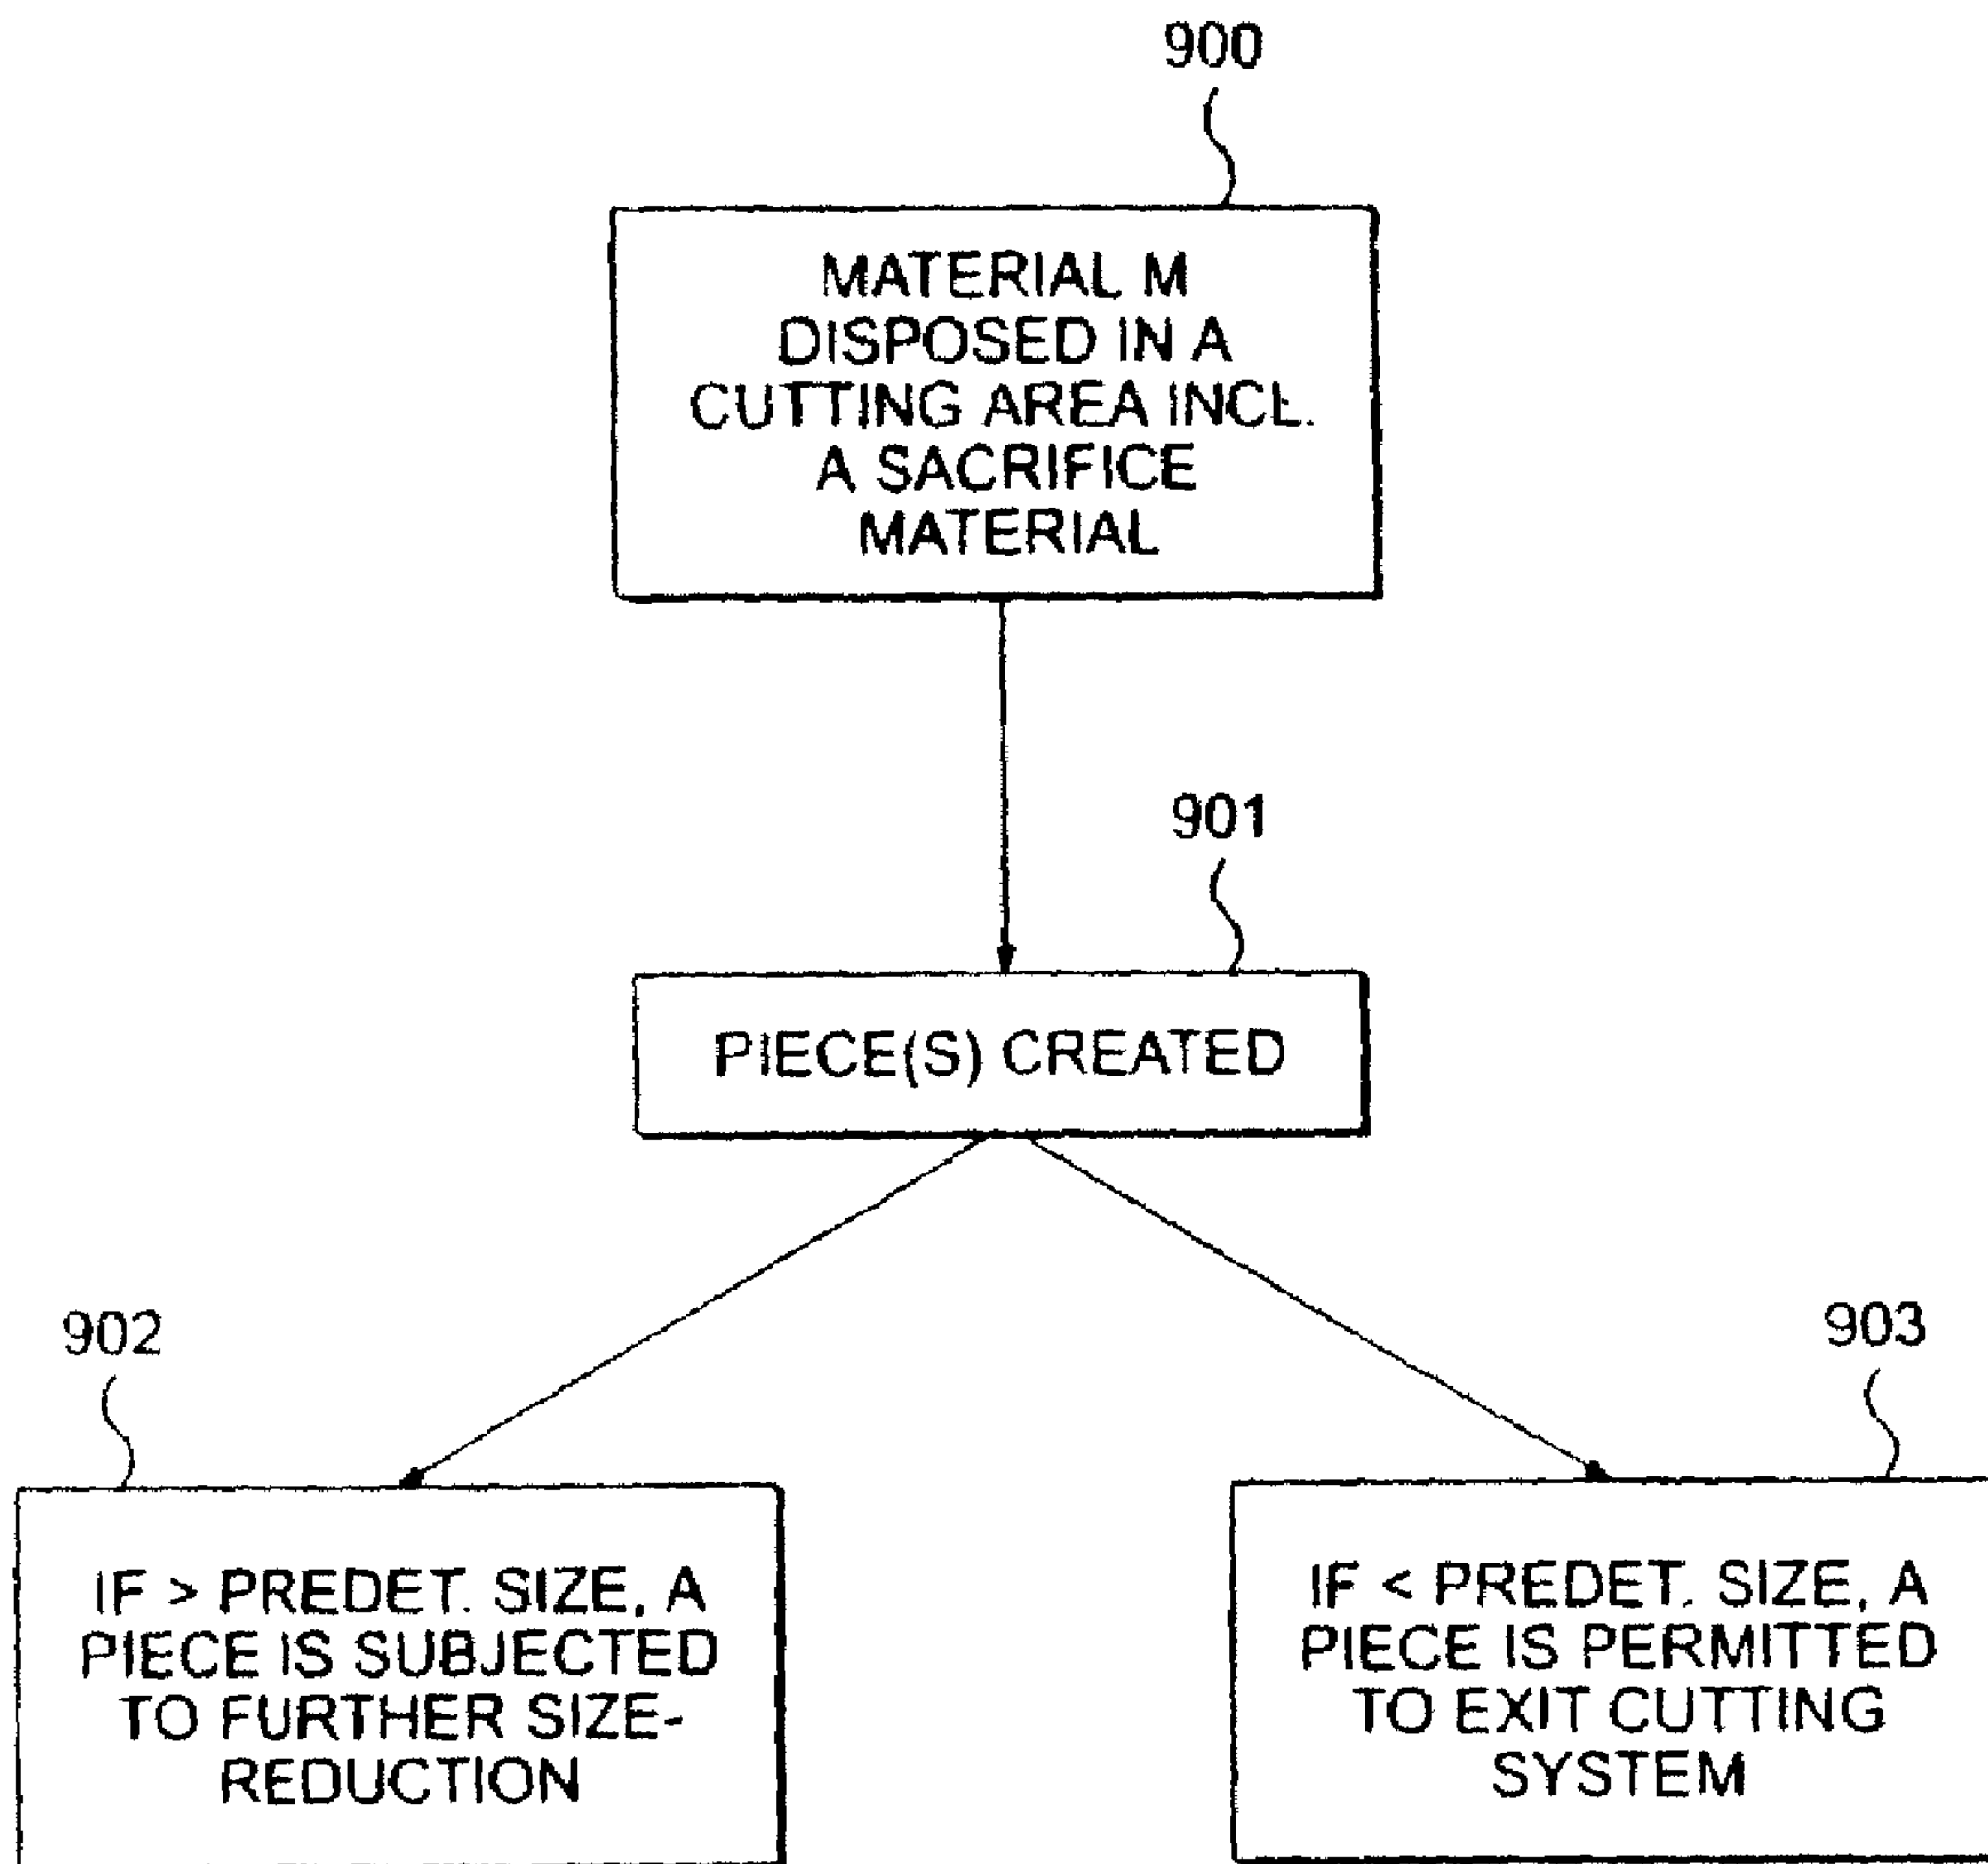 900
MATERIAL M
DISPOSED IN A
CUTTING AREA INCL.
A SACRIFICE
MATERIAL
901
PIECE(S) CREATED
902
IF > PREDET. SIZE, A
PIECE IS SUBJECTED
TO FURTHER SIZE-
REDUCTION
903
IF < PREDET. SIZE, A
PIECE IS PERMITTED
TO EXIT CUTTING
SYSTEM